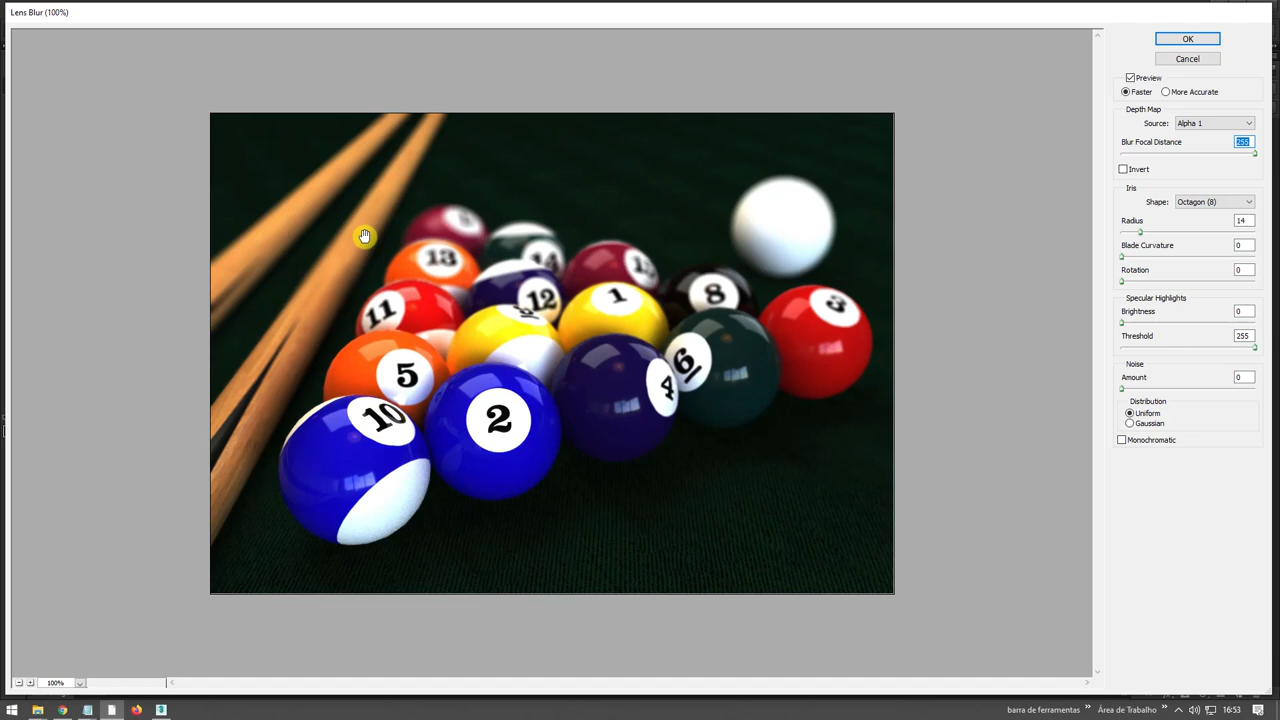 Lens Blur (100%)
OK
Cancel
Preview
Faster
More Accurate
Depth Map
Source: Alpha 1
Blur Focal Distance 255
Invert
Iris
Shape: Octagon (8)
Radius 14
Blade Curvature 0
Rotation 0
Specular Highlights
Brightness 0
Threshold 255
Noise
Amount 0
Distribution
Uniform
Gaussian
Monochromatic
13
12
1
8
3
11
6
5
4
10
2
100%
barra de ferramentas
Área de Trabalho
16:53